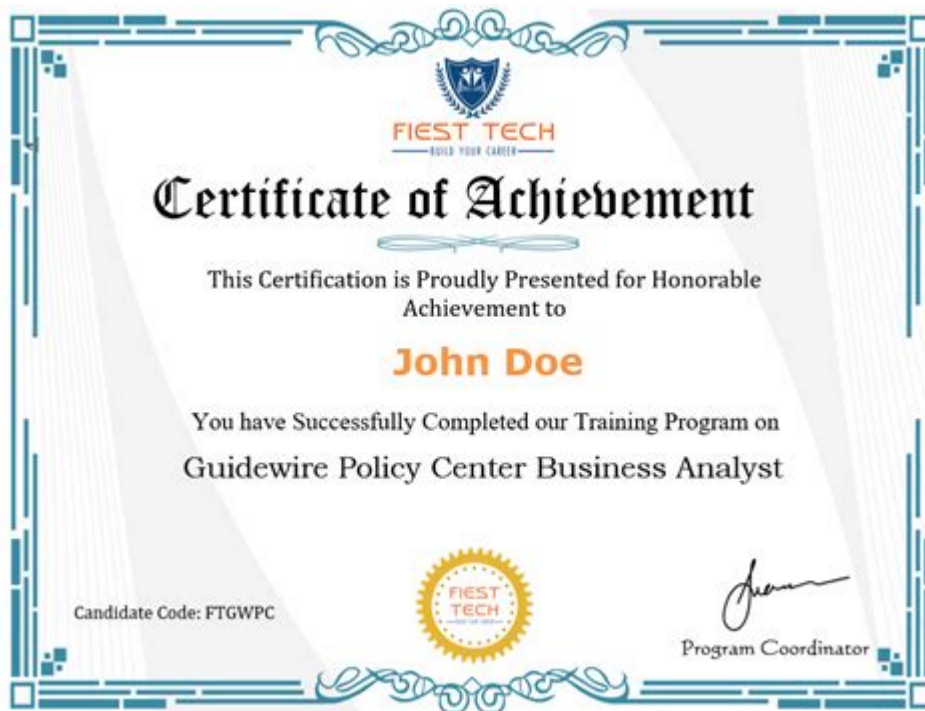 FIEST TECH
BUILD YOUR CAREER
Certificate of Achievement
This Certification is Proudly Presented for Honorable
Achievement to
John Doe
You have Successfully Completed our Training Program on
Guidewire Policy Center Business Analyst
Candidate Code: FTGWPC
FIEST
TECH
Program Coordinator